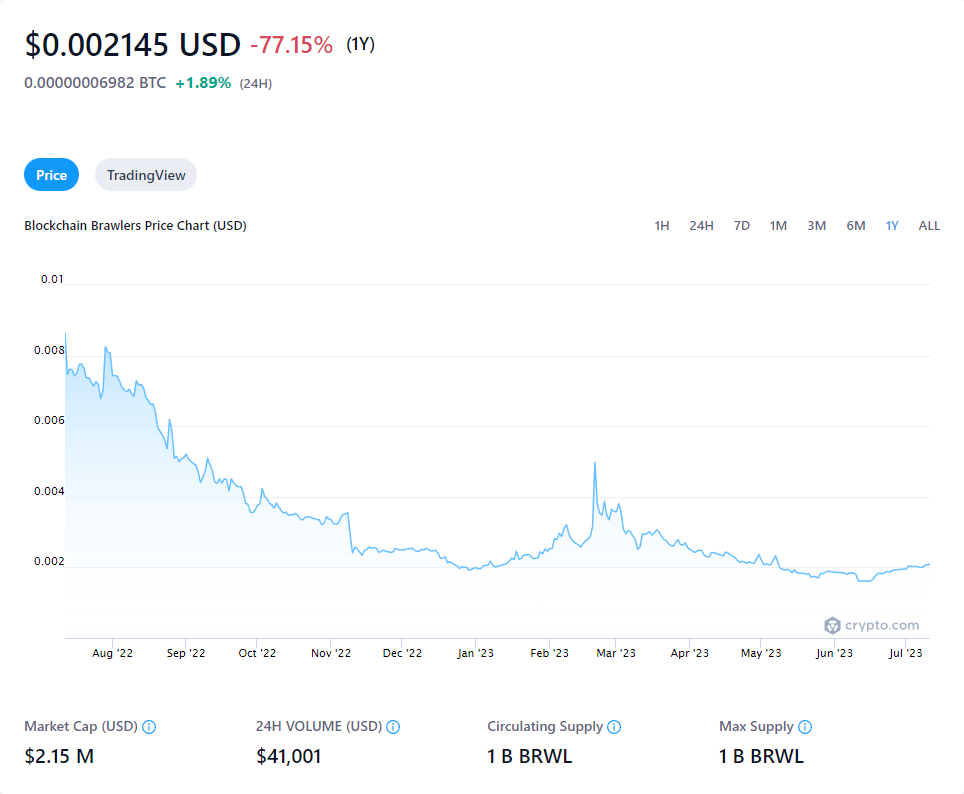 $0.002145 USD -77.15% (1Y)
0.00000006982 BTC +1.89% (24H)
Price TradingView
Blockchain Brawlers Price Chart (USD) 1H 24H 7D 1M 3M 6M 1Y ALL
0.01
0.008
0.006
0.004
0.002
crypto.com
Aug '22 Sep '22 Oct '22 Nov '22 Dec '22 Jan '23 Feb '23 Mar '23 Apr '23 May '23 Jun '23 Jul '23
Market Cap (USD) 24H VOLUME (USD) Circulating Supply Max Supply
$2.15 M $41,001 1 B BRWL 1 B BRWL